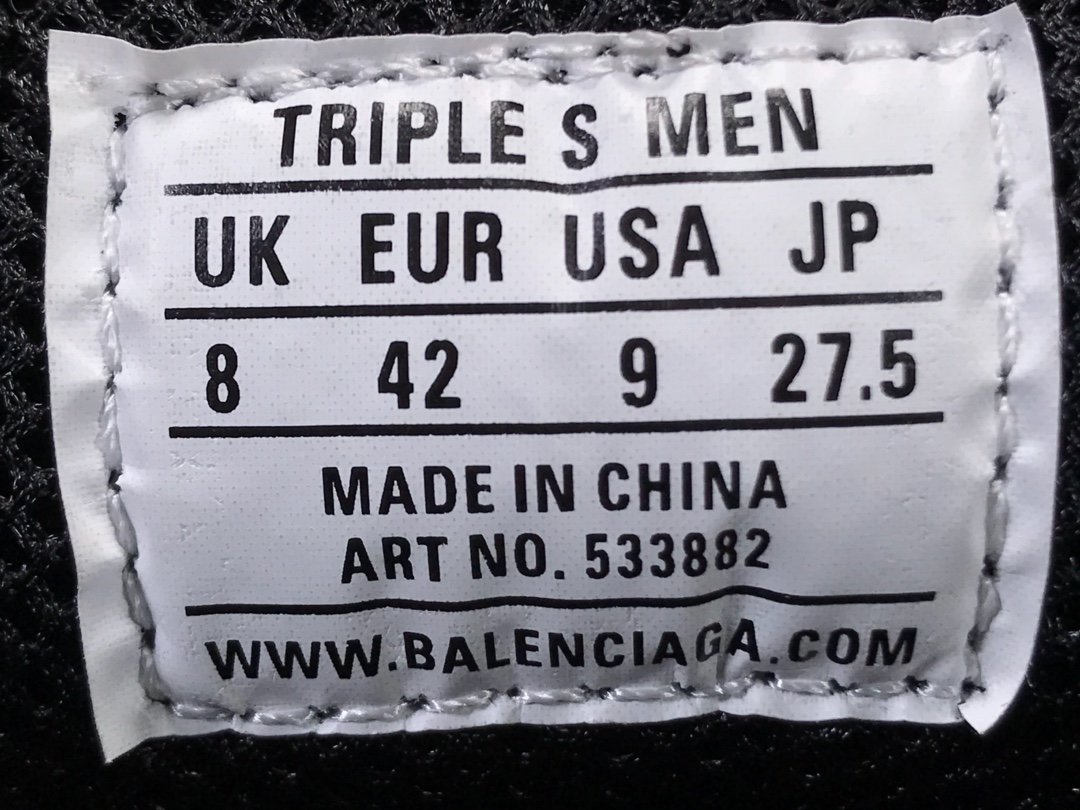 TRIPLE S MEN
UK EUR USA JP
8 42 9 27.5
MADE IN CHINA
ART NO. 533882
WWW.BALENCIAGA.COM